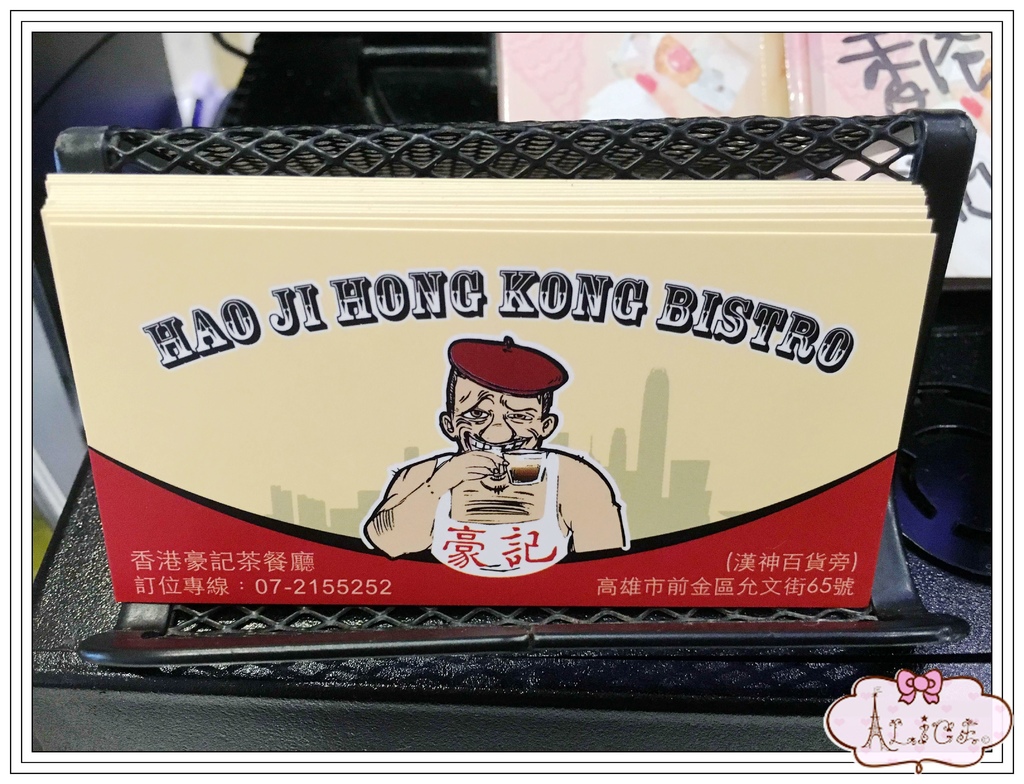 HAO JI HONG KONG BISTRO
豪記
香港豪記茶餐廳
訂位專線：07-2155252
(漢神百貨旁)
高雄市前金區允文街65號
ALICE